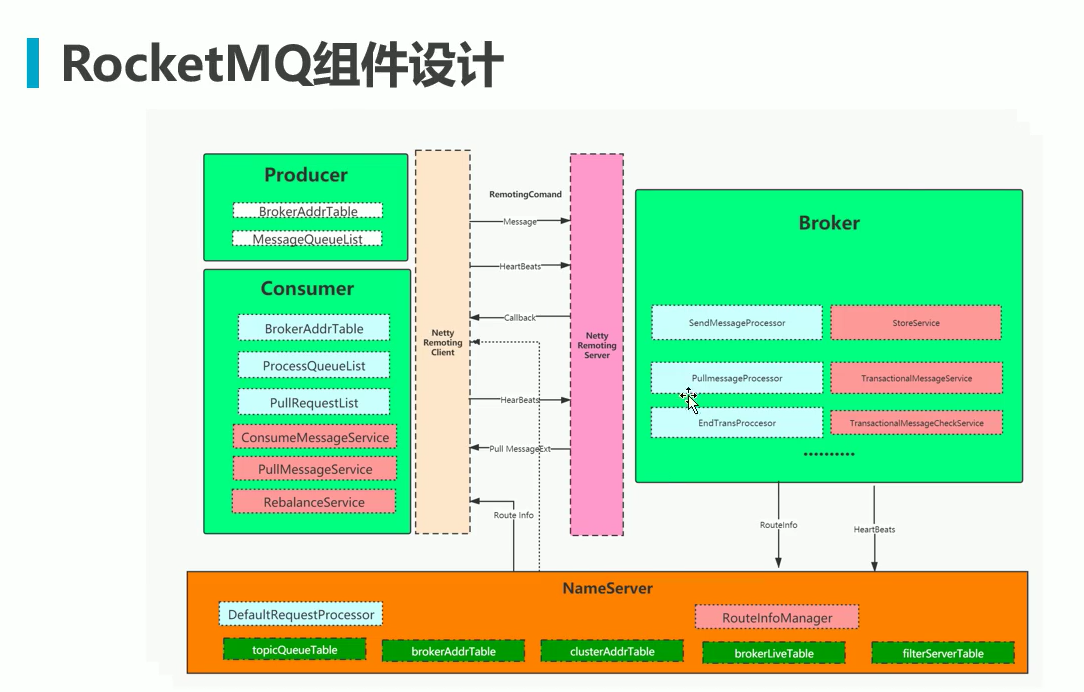 RocketMQ组件设计
Producer
BrokerAddrTable
MessageQueueList
Consumer
BrokerAddrTable
ProcessQueueList
PullRequestList
ConsumeMessageService
PullMessageService
RebalanceService
Netty
Remoting
Client
RemotingComand
Message
HeartBeats
Callback
HearBeats
Pull MessageExt
Route Info
Netty
Remoting
Server
Broker
SendMessageProcessor
StoreService
PullmessageProcessor
TransactionalMessageService
EndTransProccesor
TransactionalMessageCheckService
••••••••••
RouteInfo
HeartBeats
NameServer
DefaultRequestProcessor
RouteInfoManager
topicQueueTable
brokerAddrTable
clusterAddrTable
brokerLiveTable
filterServerTable